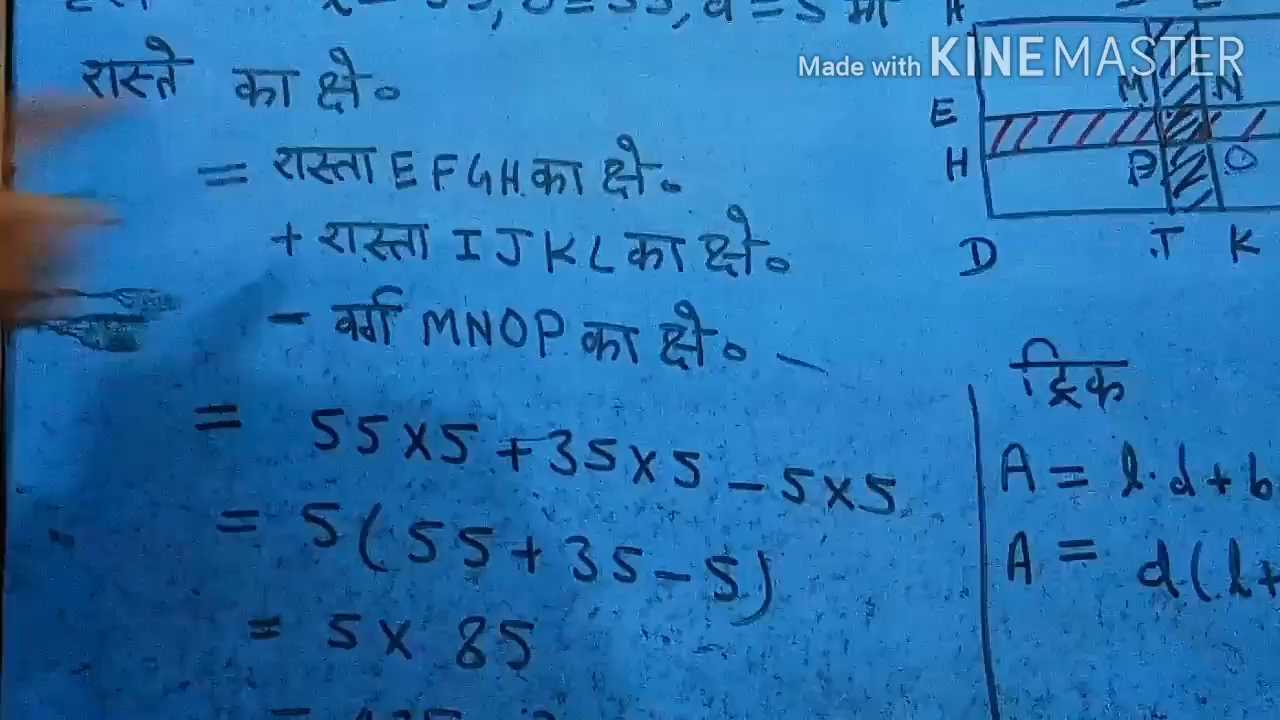 Made with KINEMASTER
रास्ते का क्षे०
= रास्ता EFGH का क्षे०
+ रास्ता IJKL का क्षे०
- वर्ग MNOP का क्षे०
= 55×5 + 35×5 - 5×5
= 5(55+35-5)
= 5 × 85
M N
E
H P O
D T K
ट्रिक
A = l.d + b
A = d(l+